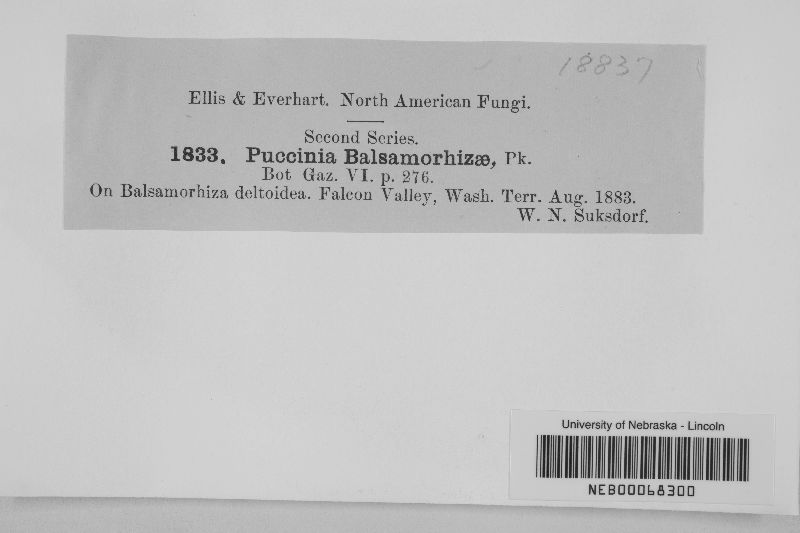 18837
Ellis & Everhart. North American Fungi.
Second Series.
1833. Puccinia Balsamorhizæ, Pk.
Bot Gaz. VI. p. 276.
On Balsamorhiza deltoidea. Falcon Valley, Wash. Terr. Aug. 1883.
W. N. Suksdorf.
University of Nebraska - Lincoln
NEB00068300